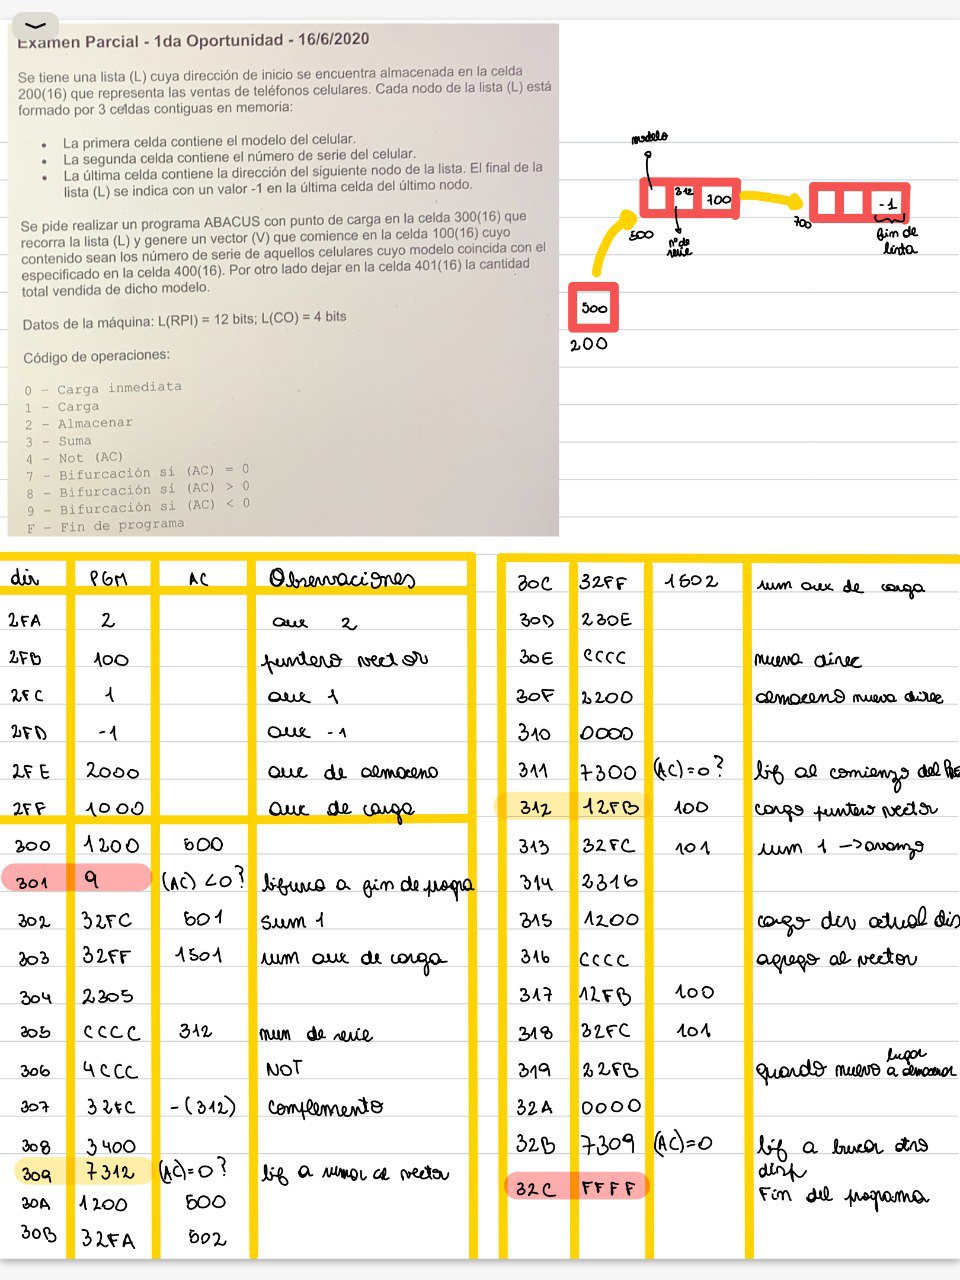 Examen Parcial - 1da Oportunidad - 16/6/2020
Se tiene una lista (L) cuya dirección de inicio se encuentra almacenada en la celda
200(16) que representa las ventas de teléfonos celulares. Cada nodo de la lista (L) está
formado por 3 celdas contiguas en memoria:
• La primera celda contiene el modelo del celular.
• La segunda celda contiene el número de serie del celular.
• La última celda contiene la dirección del siguiente nodo de la lista. El final de la
lista (L) se indica con un valor -1 en la última celda del último nodo.
Se pide realizar un programa ABACUS con punto de carga en la celda 300(16) que
recorra la lista (L) y genere un vector (V) que comience en la celda 100(16) cuyo
contenido sean los número de serie de aquellos celulares cuyo modelo coincida con el
especificado en la celda 400(16). Por otro lado dejar en la celda 401(16) la cantidad
total vendida de dicho modelo.
Datos de la máquina: L(RPI) = 12 bits; L(CO) = 4 bits
Código de operaciones:
0 - Carga inmediata
1 - Carga
2 - Almacenar
3 - Suma
4 - Not (AC)
7 - Bifurcación si (AC) = 0
8 - Bifurcación si (AC) > 0
9 - Bifurcación si (AC) < 0
F - Fin de programa
modelo
312 700
-1
500
nº de
serie
700
fin de
lista
500
200
dir PGM AC Observaciones
2FA 2 aux 2
2FB 100 puntero vector
2FC 1 aux 1
2FD -1 aux -1
2FE 2000 aux de almaceno
2FF 1000 aux de carga
300 1200 500
301 9 (AC) <0? bifurco a fin de progra
302 32FC 501 sum 1
303 32FF 1501 sum aux de carga
304 2305
305 CCCC 312 num de serie
306 4CCC NOT
307 32FC -(312) complemento
308 3400
309 7312 (AC)=0? bif a sumar al vector
30A 1200 500
30B 32FA 502
30C 32FF 1502 sum aux de carga
30D 230E
30E CCCC nueva direc
30F 2200 almaceno nueva direc
310 0000
311 7300 (AC)=0? bif al comienzo del
312 12FB 100 cargo puntero vector
313 32FC 101 sum 1 -> avanzo
314 2316
315 1200 cargo dir actual dis
316 CCCC agrego al vector
317 12FB 100
318 32FC 101
319 22FB guardo nuevo lugar a almacenar
32A 0000
32B 7309 (AC)=0 bif a buscar otro
disp
32C FFFF Fin del programa